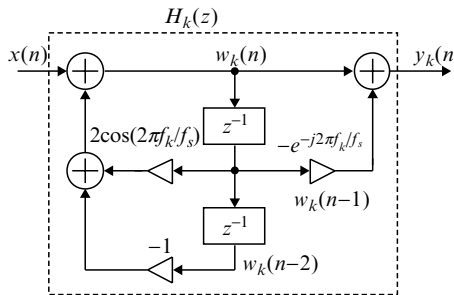 H_k(z)
x(n) w_k(n) y_k(n
z^{-1}
2cos(2πf_k/f_s) −e^{−j2πf_k/f_s}
w_k(n−1)
z^{-1}
−1
w_k(n−2)